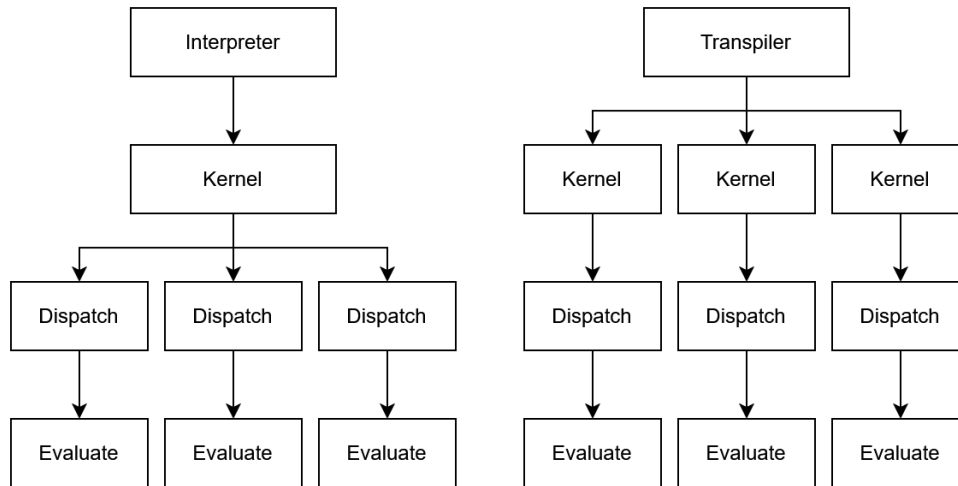 Interpreter
Transpiler
Kernel
Kernel
Kernel
Kernel
Dispatch
Dispatch
Dispatch
Dispatch
Dispatch
Dispatch
Evaluate
Evaluate
Evaluate
Evaluate
Evaluate
Evaluate